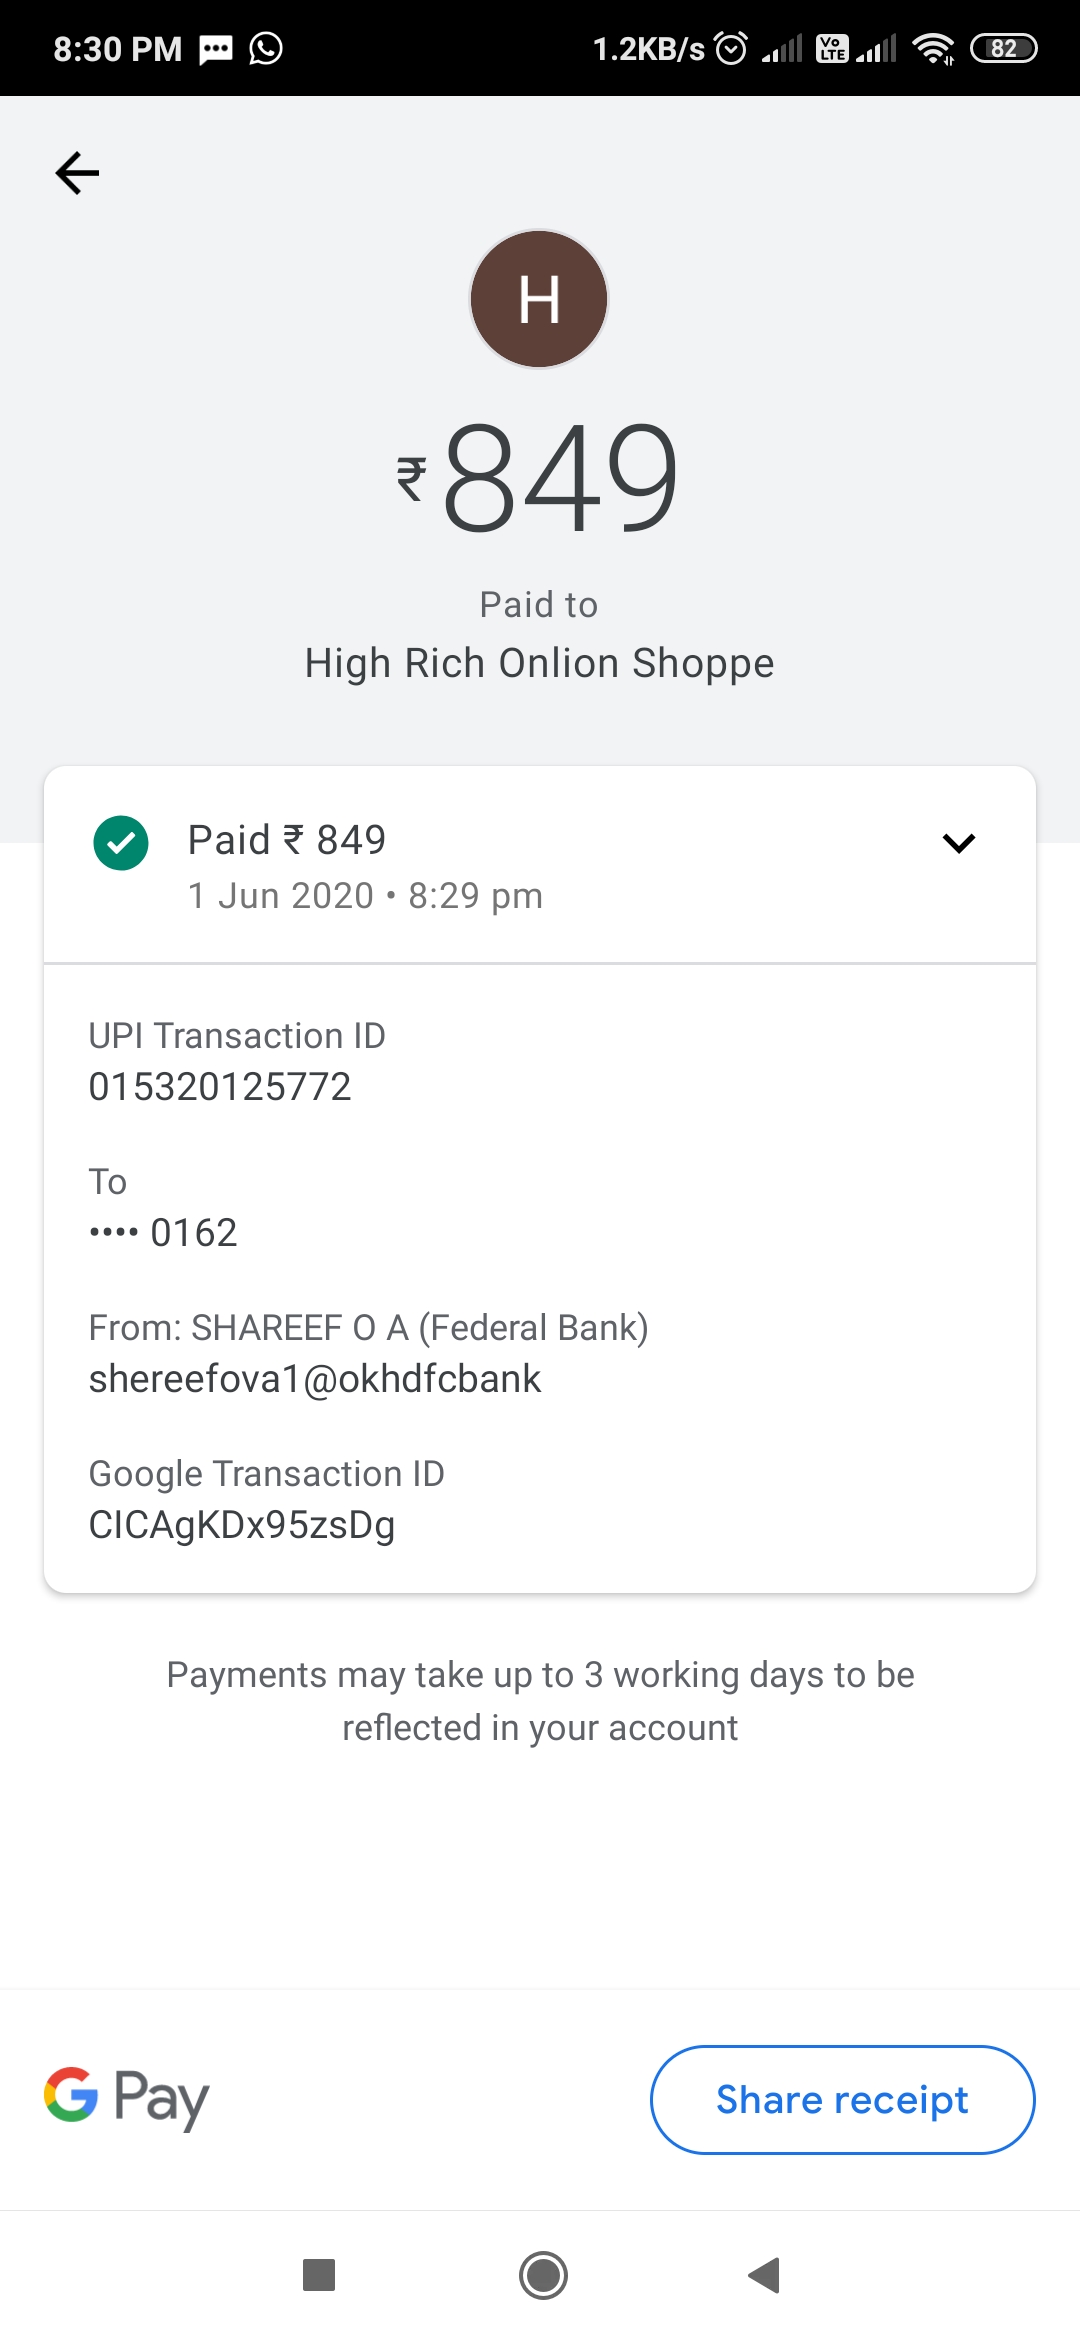 8:30 PM 1.2KB/s Vo LTE 82
H
₹849
Paid to
High Rich Onlion Shoppe
Paid ₹ 849
1 Jun 2020 • 8:29 pm
UPI Transaction ID
015320125772
To
•••• 0162
From: SHAREEF O A (Federal Bank)
shereefova1@okhdfcbank
Google Transaction ID
CICAgKDx95zsDg
Payments may take up to 3 working days to be
reflected in your account
G Pay
Share receipt